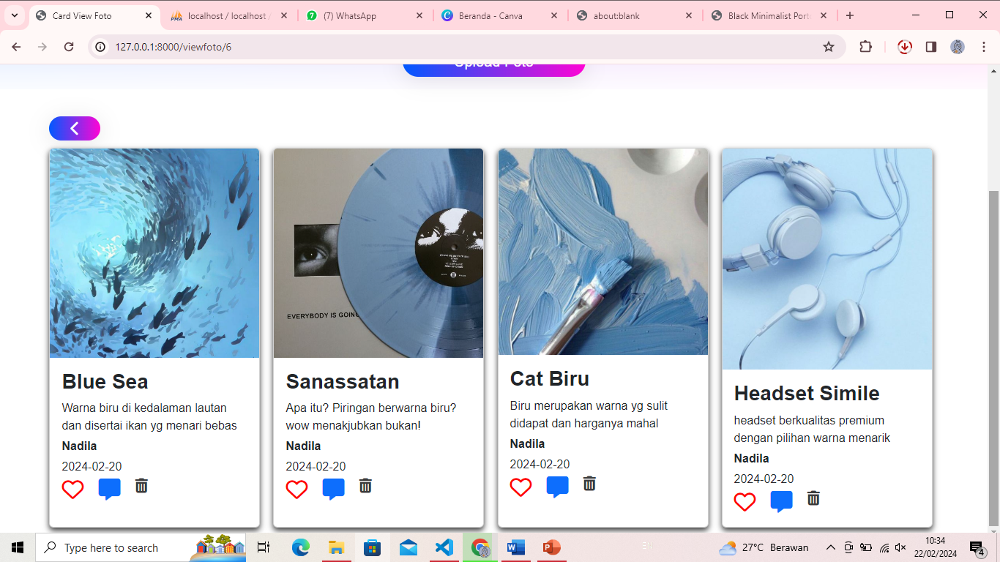 Card View Foto
localhost / localhost /
(7) WhatsApp
Beranda - Canva
about:blank
Black Minimalist Port
127.0.0.1:8000/viewfoto/6
Upload Foto
EVERYBODY IS GOING
Blue Sea
Warna biru di kedalaman lautan
dan disertai ikan yg menari bebas
Nadila
2024-02-20
Sanassatan
Apa itu? Piringan berwarna biru?
wow menakjubkan bukan!
Nadila
2024-02-20
Cat Biru
Biru merupakan warna yg sulit
didapat dan harganya mahal
Nadila
2024-02-20
Headset Simile
headset berkualitas premium
dengan pilihan warna menarik
Nadila
2024-02-20
Type here to search
EN
27°C Berawan
10:34
22/02/2024
4